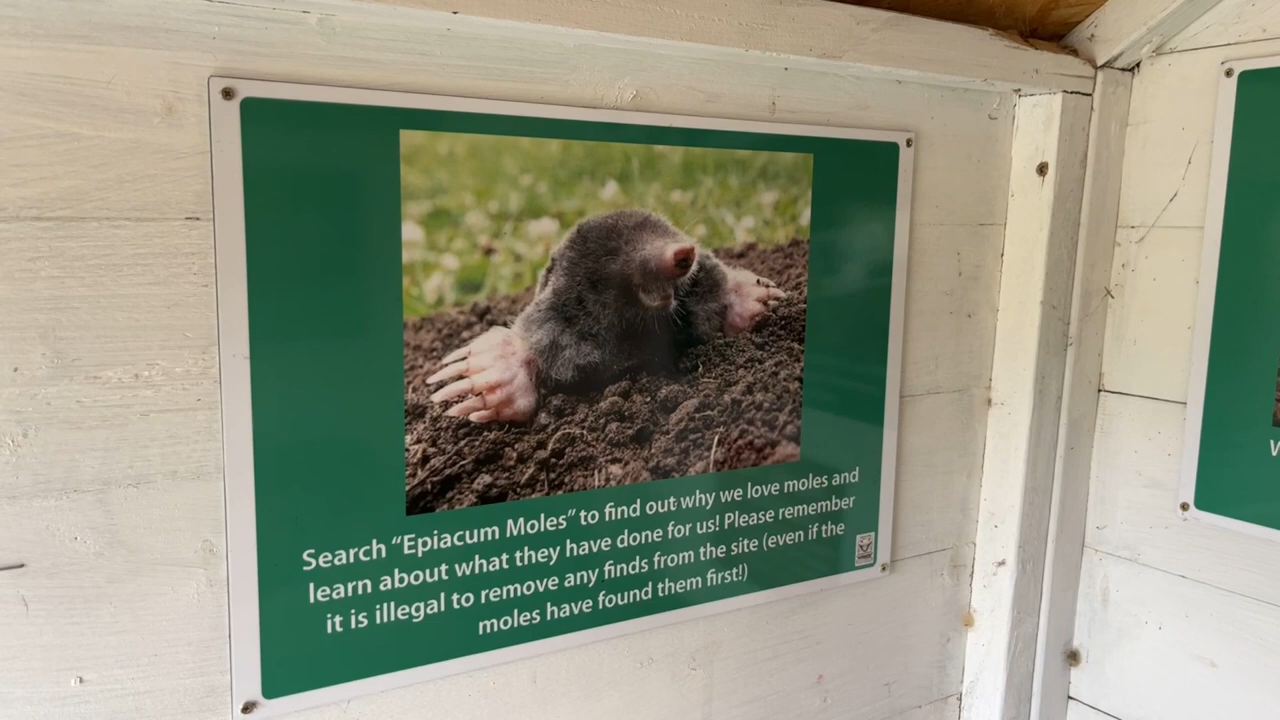 Search “Epiacum Moles” to find out why we love moles and
learn about what they have done for us! Please remember
it is illegal to remove any finds from the site (even if the
moles have found them first!)